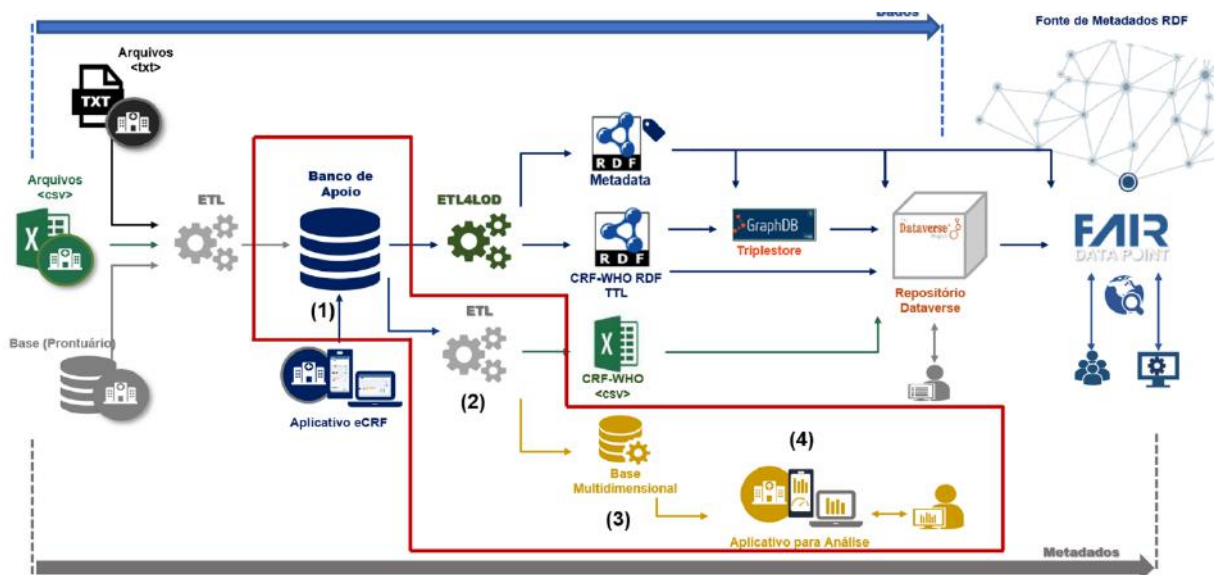 Dados
Fonte de Metadados RDF
Arquivos
<txt>
TXT
Arquivos
<csv>
X
Base (Prontuário)
ETL
Banco de
Apoio
(1)
Aplicativo eCRF
ETL4LOD
ETL
(2)
RDF
Metadata
RDF
CRF-WHO RDF
TTL
X
CRF-WHO
<csv>
GraphDB
Triplestore
Dataverse
Repositório
Dataverse
FAIR
DATA POINT
Base
Multidimensional
(3)
(4)
Aplicativo para Análise
Metadados